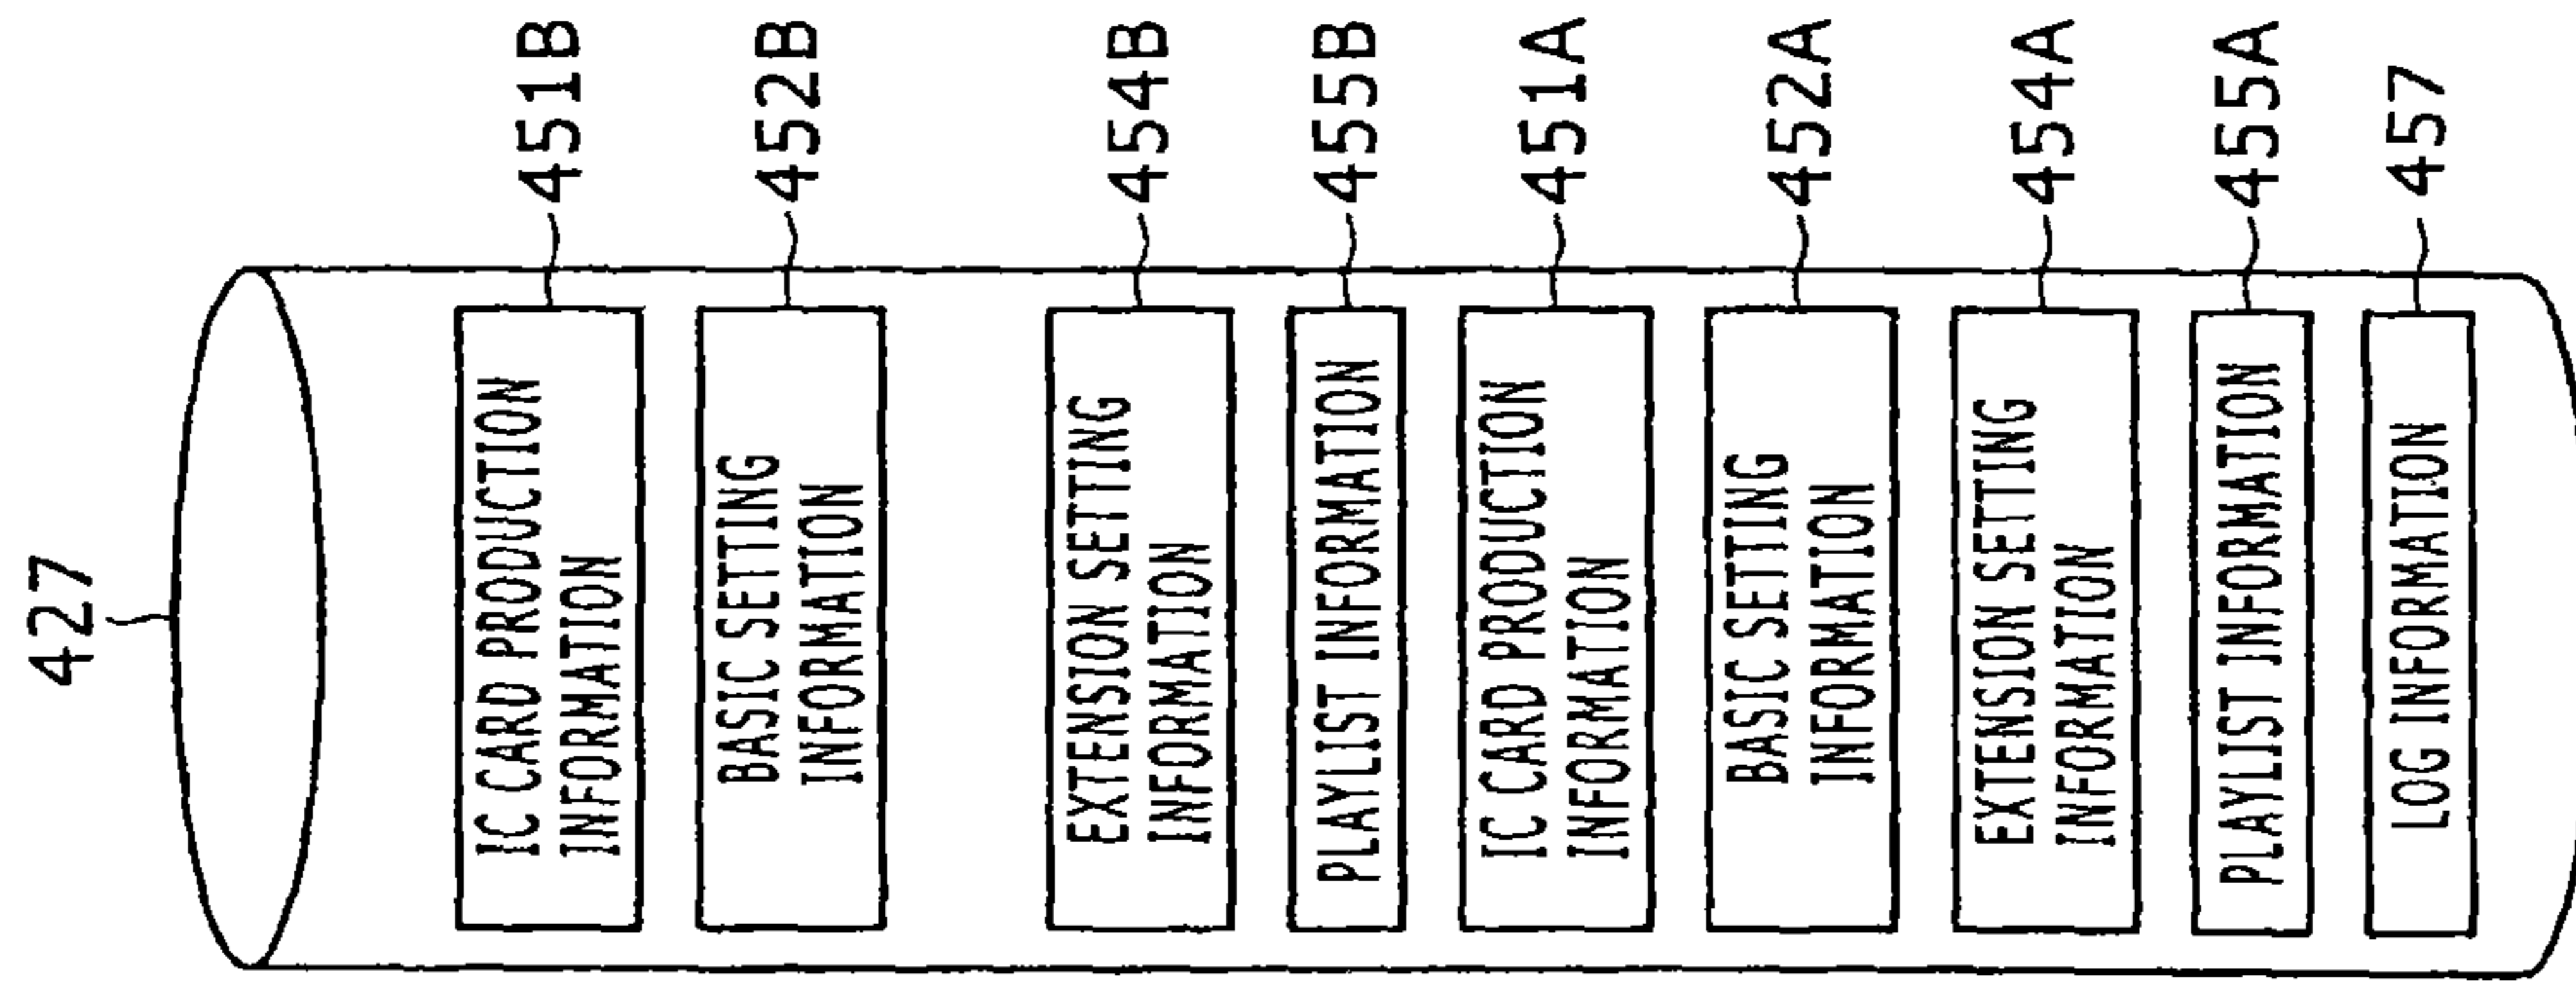 427
IC CARD PRODUCTION
INFORMATION
451B
BASIC SETTING
INFORMATION
452B
EXTENSION SETTING
INFORMATION
454B
PLAYLIST INFORMATION
455B
IC CARD PRODUCTION
INFORMATION
451A
BASIC SETTING
INFORMATION
452A
EXTENSION SETTING
INFORMATION
454A
PLAYLIST INFORMATION
455A
LOG INFORMATION
457